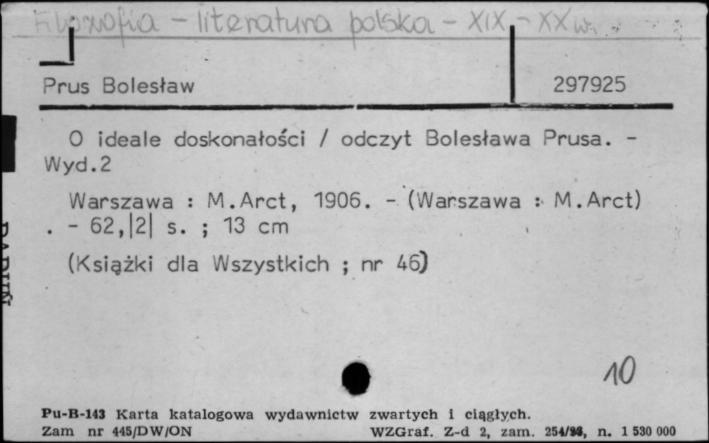 Filozofia - literatura polska - XIX - XX w.
Prus Bolesław
297925
O ideale doskonałości / odczyt Bolesława Prusa. -
Wyd.2
Warszawa : M.Arct, 1906. - (Warszawa : M.Arct)
. - 62,|2| s. ; 13 cm
(Książki dla Wszystkich ; nr 46)
10
Pu-B-143 Karta katalogowa wydawnictw zwartych i ciągłych.
Zam nr 445/DW/ON
WZGraf. Z-d 2, zam. n. 1 530 000